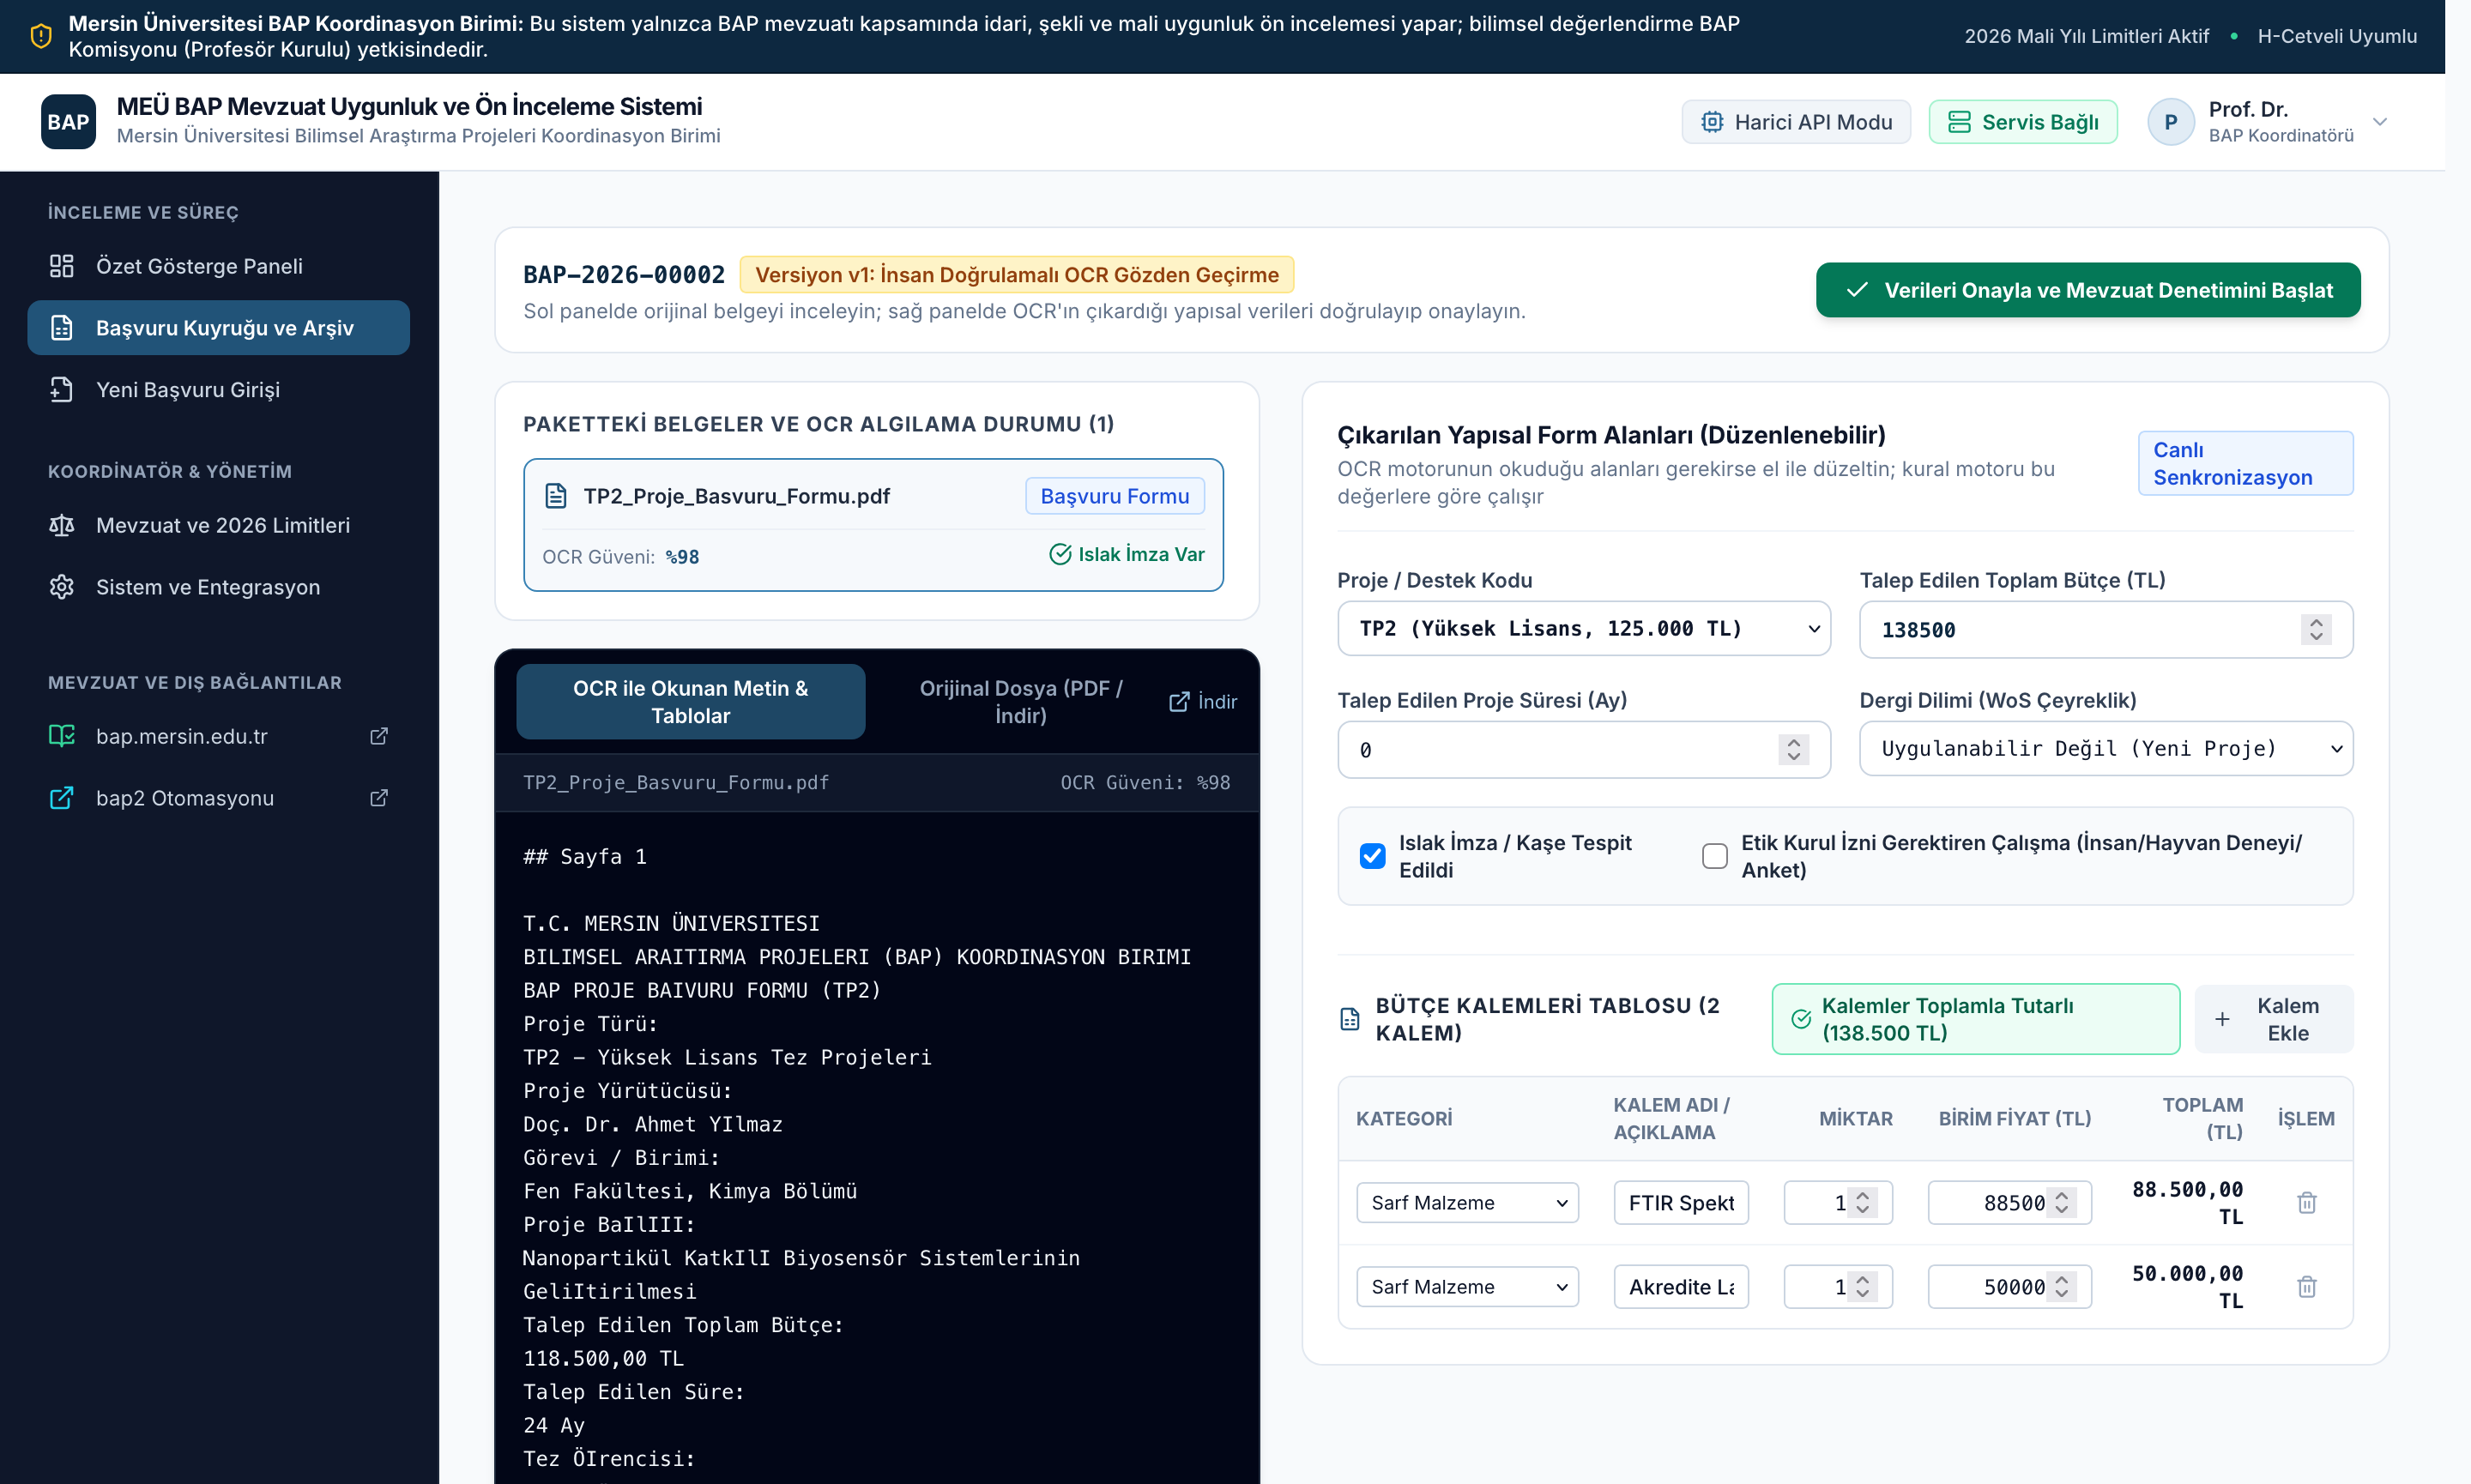 Mersin Üniversitesi BAP Koordinasyon Birimi: Bu sistem yalnızca BAP mevzuatı kapsamında idari, şekli ve mali uygunluk ön incelemesi yapar; bilimsel değerlendirme BAP
Komisyonu (Profesör Kurulu) yetkisindedir.
2026 Mali Yılı Limitleri Aktif • H-Cetveli Uyumlu
BAP
MEÜ BAP Mevzuat Uygunluk ve Ön İnceleme Sistemi
Mersin Üniversitesi Bilimsel Araştırma Projeleri Koordinasyon Birimi
Harici API Modu
Servis Bağlı
P
Prof. Dr.
BAP Koordinatörü
İNCELEME VE SÜREÇ
Özet Gösterge Paneli
Başvuru Kuyruğu ve Arşiv
Yeni Başvuru Girişi
KOORDİNATÖR & YÖNETİM
Mevzuat ve 2026 Limitleri
Sistem ve Entegrasyon
MEVZUAT VE DIŞ BAĞLANTILAR
bap.mersin.edu.tr
bap2 Otomasyonu
BAP-2026-00002
Versiyon v1: İnsan Doğrulamalı OCR Gözden Geçirme
Sol panelde orijinal belgeyi inceleyin; sağ panelde OCR'ın çıkardığı yapısal verileri doğrulayıp onaylayın.
Verileri Onayla ve Mevzuat Denetimini Başlat
PAKETTEKİ BELGELER VE OCR ALGILAMA DURUMU (1)
TP2_Proje_Basvuru_Formu.pdf
Başvuru Formu
OCR Güveni: %98
Islak İmza Var
OCR ile Okunan Metin &
Tablolar
Orijinal Dosya (PDF /
İndir)
İndir
TP2_Proje_Basvuru_Formu.pdf
OCR Güveni: %98
## Sayfa 1
T.C. MERSIN ÜNIVERSITESI
BILIMSEL ARAITIRMA PROJELERI (BAP) KOORDINASYON BIRIMI
BAP PROJE BAIVURU FORMU (TP2)
Proje Türü:
TP2 – Yüksek Lisans Tez Projeleri
Proje Yürütücüsü:
Doç. Dr. Ahmet YIlmaz
Görevi / Birimi:
Fen Fakültesi, Kimya Bölümü
Proje BaIlIII:
Nanopartikül KatkIlI Biyosensör Sistemlerinin
GeliItirilmesi
Talep Edilen Toplam Bütçe:
118.500,00 TL
Talep Edilen Süre:
24 Ay
Tez ÖIrencisi:
Çıkarılan Yapısal Form Alanları (Düzenlenebilir)
OCR motorunun okuduğu alanları gerekirse el ile düzeltin; kural motoru bu
değerlere göre çalışır
Canlı
Senkronizasyon
Proje / Destek Kodu
TP2 (Yüksek Lisans, 125.000 TL)
Talep Edilen Toplam Bütçe (TL)
138500
Talep Edilen Proje Süresi (Ay)
0
Dergi Dilimi (WoS Çeyreklik)
Uygulanabilir Değil (Yeni Proje)
Islak İmza / Kaşe Tespit
Edildi
Etik Kurul İzni Gerektiren Çalışma (İnsan/Hayvan Deneyi/
Anket)
BÜTÇE KALEMLERİ TABLOSU (2
KALEM)
Kalemler Toplamla Tutarlı
(138.500 TL)
+ Kalem
Ekle
KATEGORİ
KALEM ADI /
AÇIKLAMA
MİKTAR
BİRİM FİYAT (TL)
TOPLAM
(TL)
İŞLEM
Sarf Malzeme
FTIR Spekt
1
88500
88.500,00
TL
Sarf Malzeme
Akredite La
1
50000
50.000,00
TL